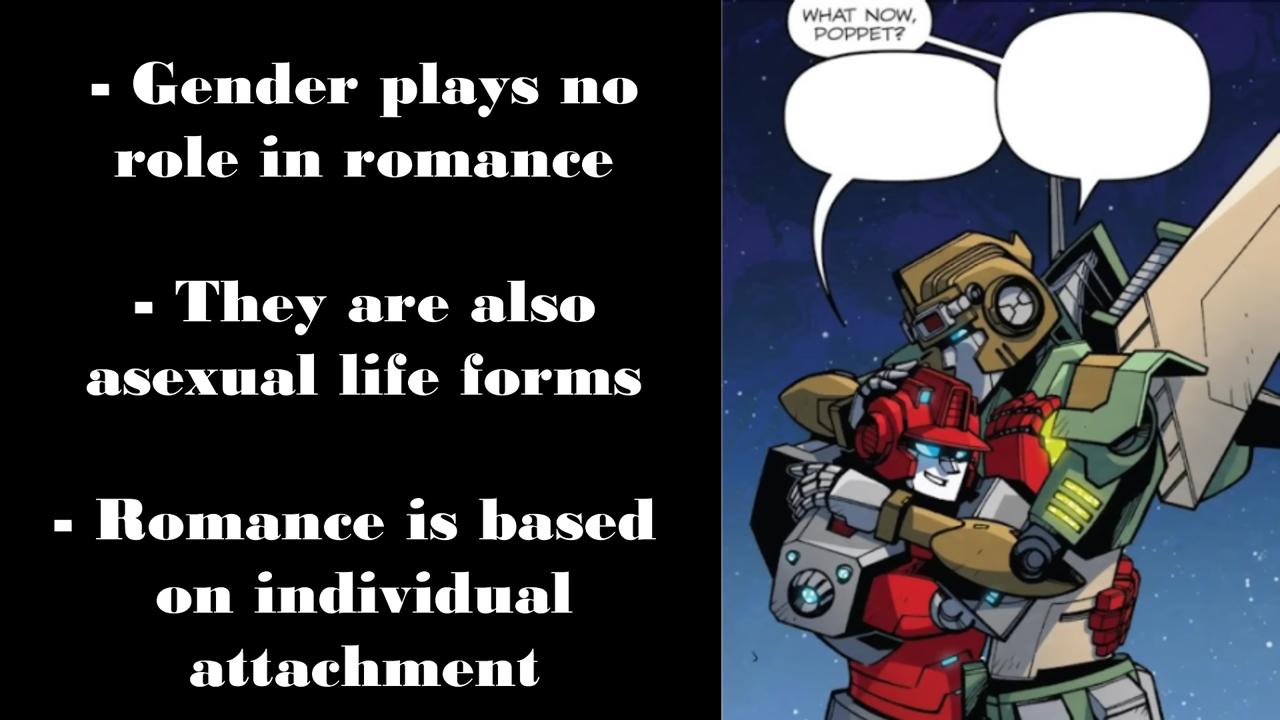 - Gender plays no
role in romance
- They are also
asexual life forms
- Romance is based
on individual
attachment
WHAT NOW,
POPPET?